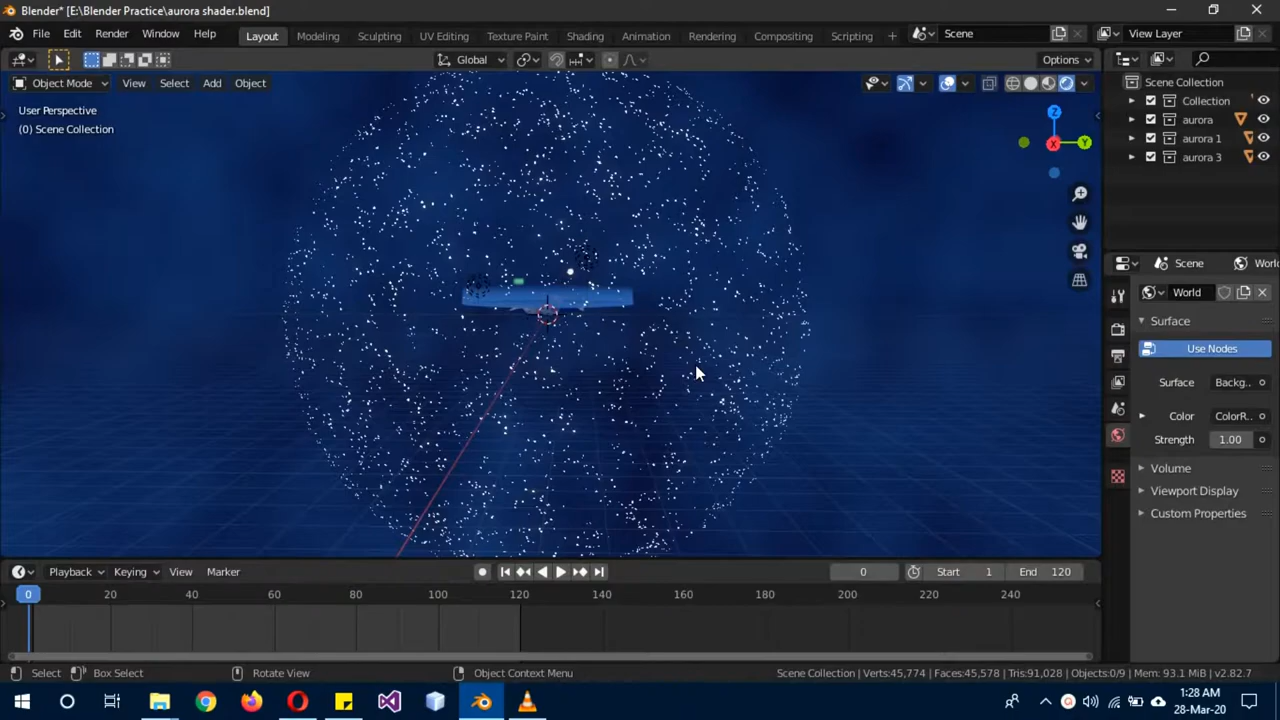 Blender* [E:\Blender Practice\aurora shader.blend]
File Edit Render Window Help Layout Modeling Sculpting UV Editing Texture Paint Shading Animation Rendering Compositing Scripting + Scene View Layer
Global Options
Object Mode View Select Add Object
User Perspective
(0) Scene Collection
Z
Y
X
Scene Collection
Collection
aurora
aurora 1
aurora 3
Scene
World
Surface
Use Nodes
Surface Backg..
Color ColorR..
Strength 1.00
Volume
Viewport Display
Custom Properties
Playback Keying View Marker 0 Start 1 End 120
0 20 40 60 80 100 120 140 160 180 200 220 240
Select Box Select Rotate View Object Context Menu Scene Collection | Verts:45,774 | Faces:45,578 | Tris:91,028 | Objects:0/9 | Mem: 93.1 MiB | v2.82.7
1:28 AM
28-Mar-20